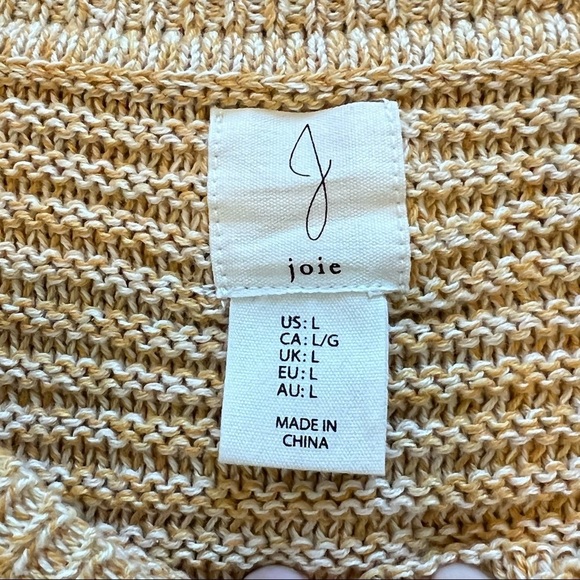 J
joie
US: L
CA: L/G
UK: L
EU: L
AU: L
MADE IN
CHINA